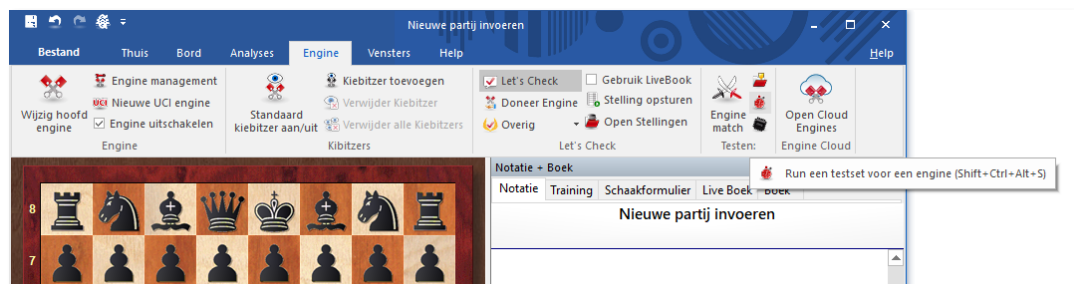 Nieuwe partij invoeren
Bestand Thuis Bord Analyses Engine Vensters Help Help
Wijzig hoofd engine
Engine management
UCI Nieuwe UCI engine
Engine uitschakelen
Engine
Standaard kiebitzer aan/uit
Kiebitzer toevoegen
Verwijder Kiebitzer
Verwijder alle Kiebitzers
Kibitzers
Let's Check
Doneer Engine
Overig
Gebruik LiveBook
Stelling opsturen
Open Stellingen
Let's Check
Engine match
Testen:
Open Cloud Engines
Engine Cloud
Notatie + Boek
Run een testset voor een engine (Shift+Ctrl+Alt+S)
Notatie Training Schaakformulier Live Boek Boek
Nieuwe partij invoeren
8
7